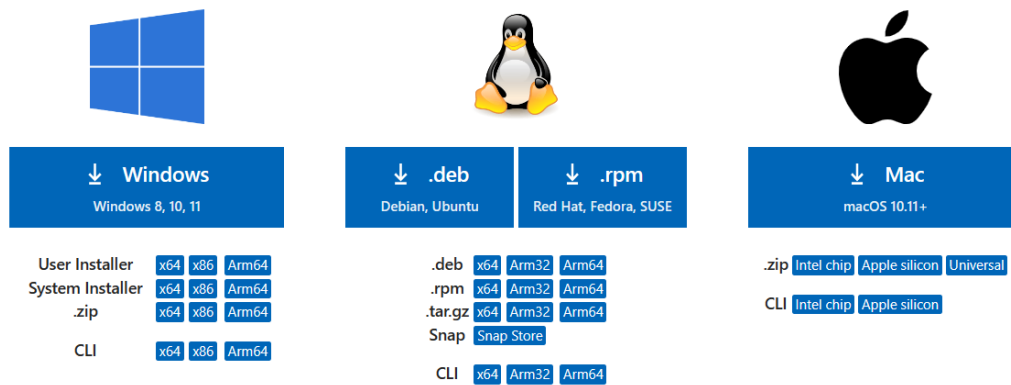 Windows
Windows 8, 10, 11
User Installer x64 x86 Arm64
System Installer x64 x86 Arm64
.zip x64 x86 Arm64
CLI x64 x86 Arm64
.deb
Debian, Ubuntu
.rpm
Red Hat, Fedora, SUSE
.deb x64 Arm32 Arm64
.rpm x64 Arm32 Arm64
.tar.gz x64 Arm32 Arm64
Snap Snap Store
CLI x64 Arm32 Arm64
Mac
macOS 10.11+
.zip Intel chip Apple silicon Universal
CLI Intel chip Apple silicon